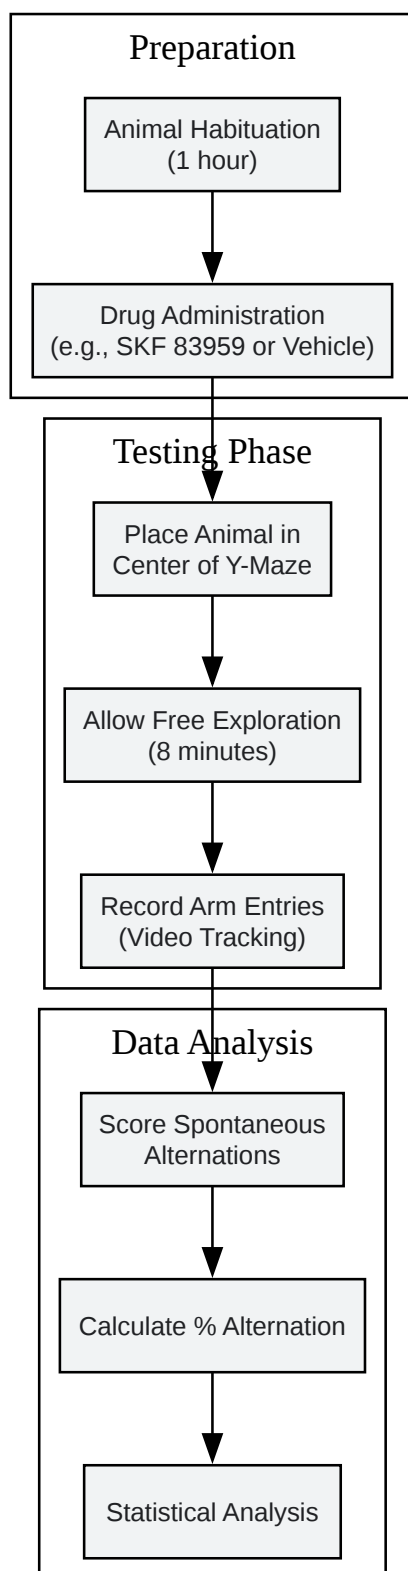 Preparation
Animal Habituation
(1 hour)
Drug Administration
(e.g., SKF 83959 or Vehicle)
Testing Phase
Place Animal in
Center of Y-Maze
Allow Free Exploration
(8 minutes)
Record Arm Entries
(Video Tracking)
Data Analysis
Score Spontaneous
Alternations
Calculate % Alternation
Statistical Analysis